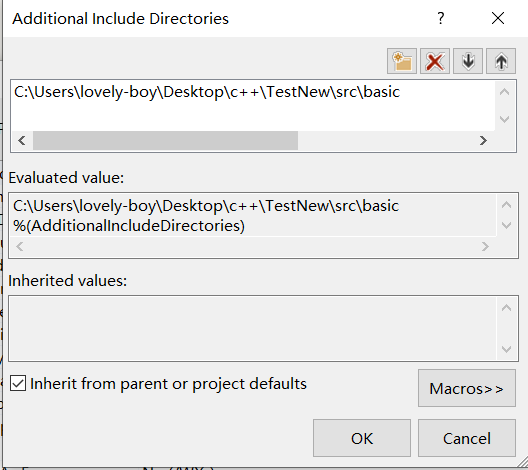 Additional Include Directories
C:\Users\lovely-boy\Desktop\c++\TestNew\src\basic
Evaluated value:
C:\Users\lovely-boy\Desktop\c++\TestNew\src\basic
%(AdditionalIncludeDirectories)
Inherited values:
Inherit from parent or project defaults
Macros>>
OK
Cancel